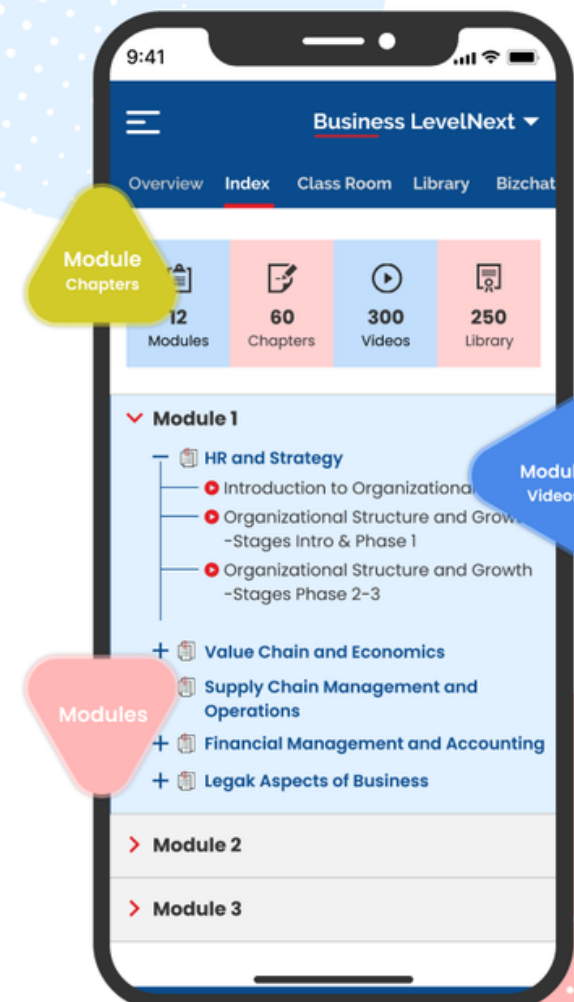 9:41
Business LevelNext
Overview Index Class Room Library Bizchat
Module
Chapters
12 60 300 250
Modules Chapters Videos Library
Module 1
HR and Strategy
Introduction to Organizational
Organizational Structure and Growth
-Stages Intro & Phase 1
Organizational Structure and Growth
-Stages Phase 2-3
Videos
Value Chain and Economics
Supply Chain Management and
Operations
Modules
Financial Management and Accounting
Legak Aspects of Business
Module 2
Module 3